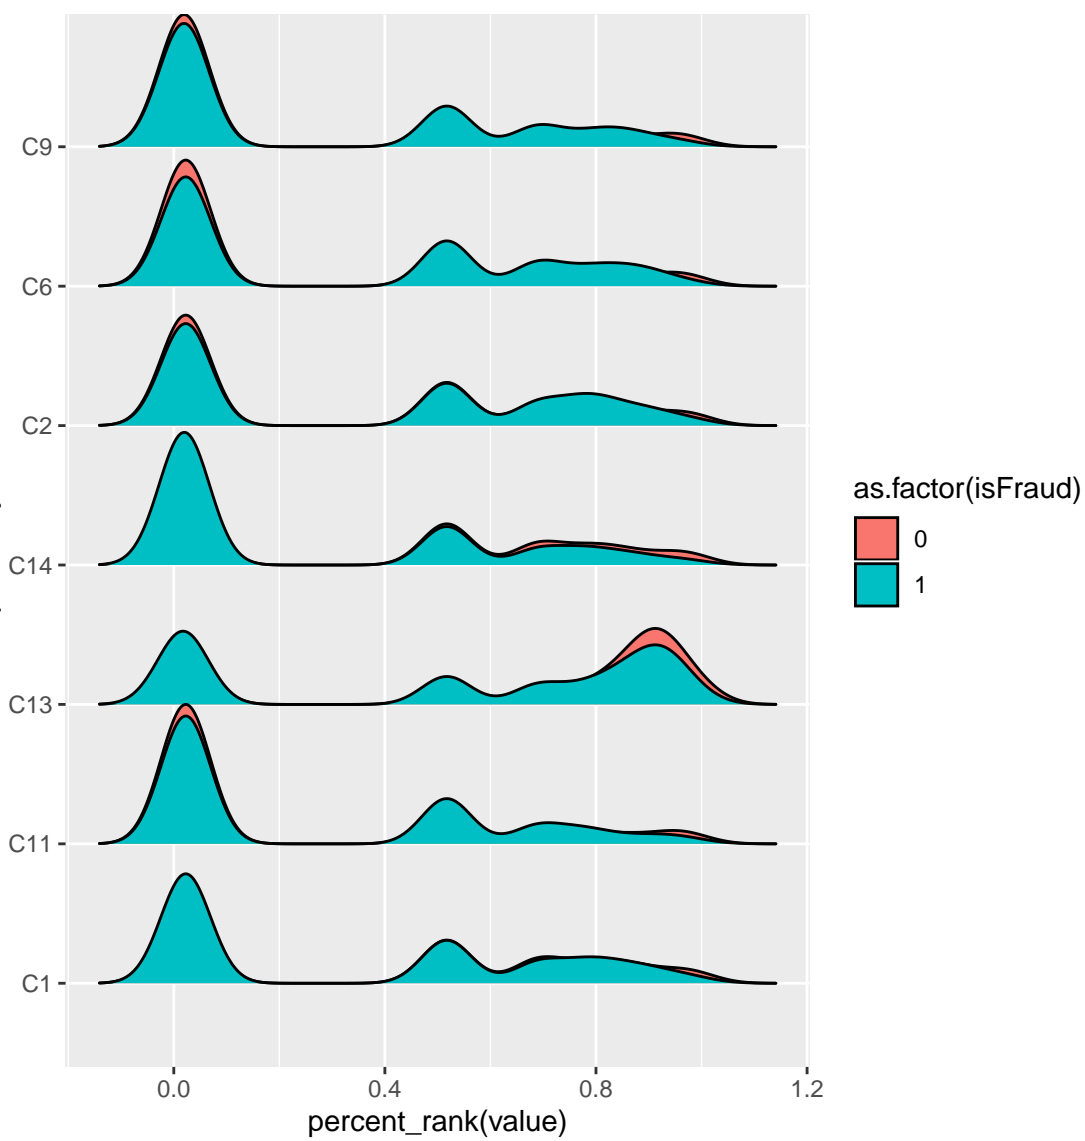 C9
C6
C2
C14
C13
C11
C1
0.0
0.4
0.8
1.2
percent_rank(value)
as.factor(isFraud)
0
1